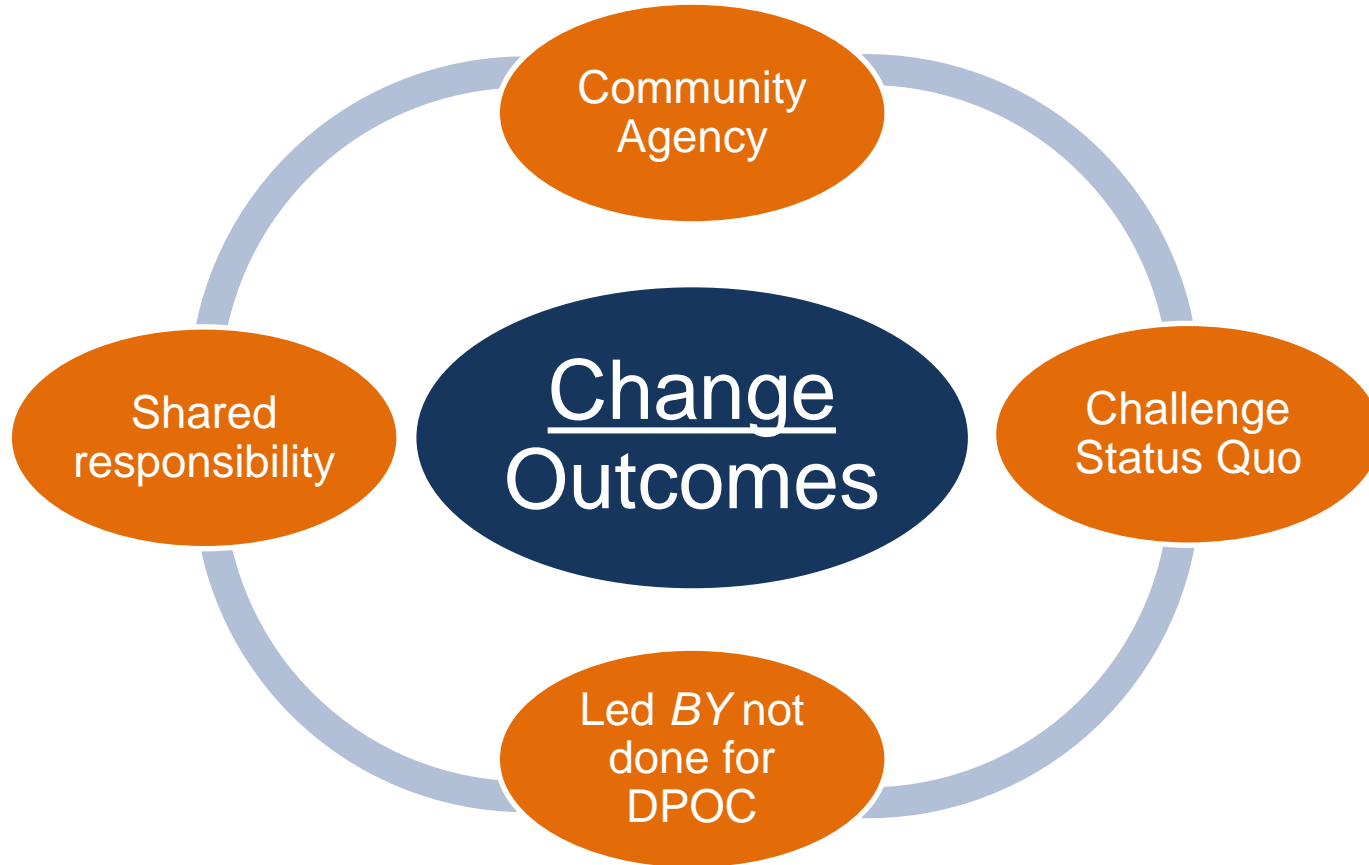 Community
Agency
Shared
responsibility
Change
Outcomes
Challenge
Status Quo
Led BY not
done for
DPOC